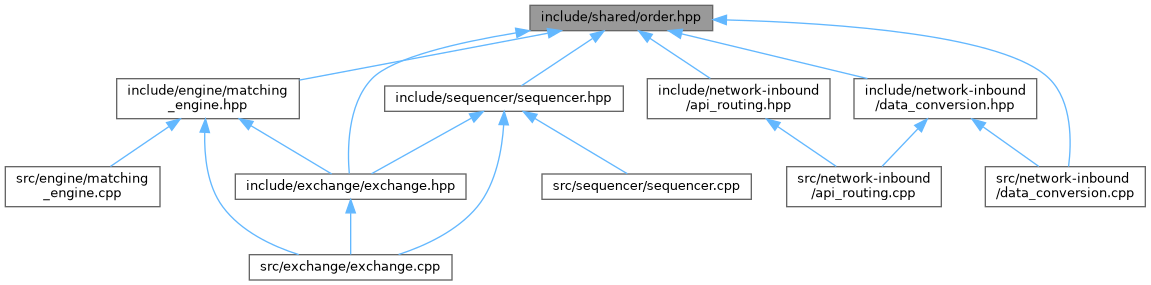 include/shared/order.hpp
include/engine/matching
_engine.hpp
include/sequencer/sequencer.hpp
include/network-inbound
/api_routing.hpp
include/network-inbound
/data_conversion.hpp
src/engine/matching
_engine.cpp
include/exchange/exchange.hpp
src/sequencer/sequencer.cpp
src/network-inbound
/api_routing.cpp
src/network-inbound
/data_conversion.cpp
src/exchange/exchange.cpp